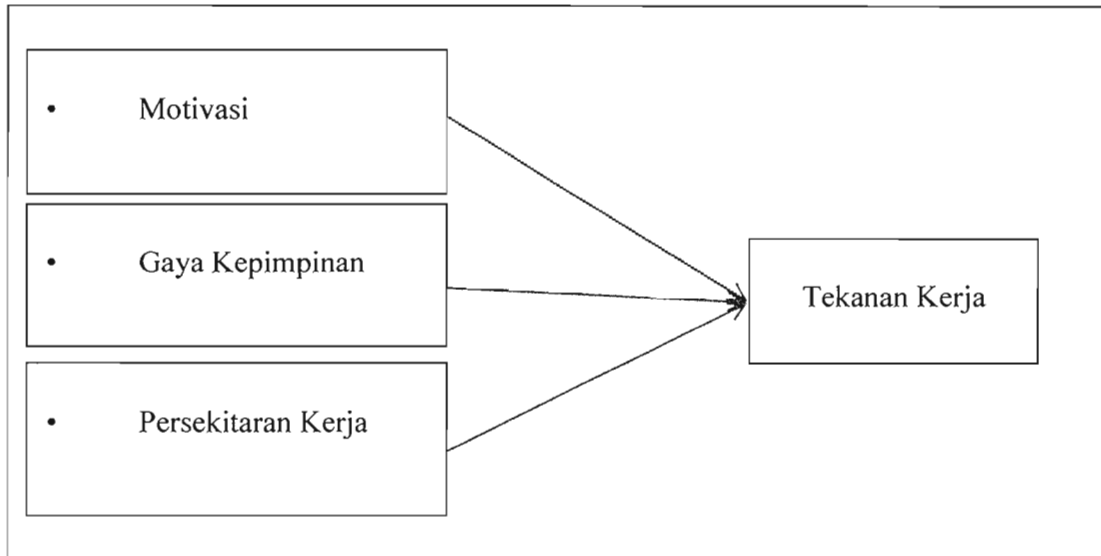 • Motivasi
• Gaya Kepimpinan
• Persekitaran Kerja
Tekanan Kerja